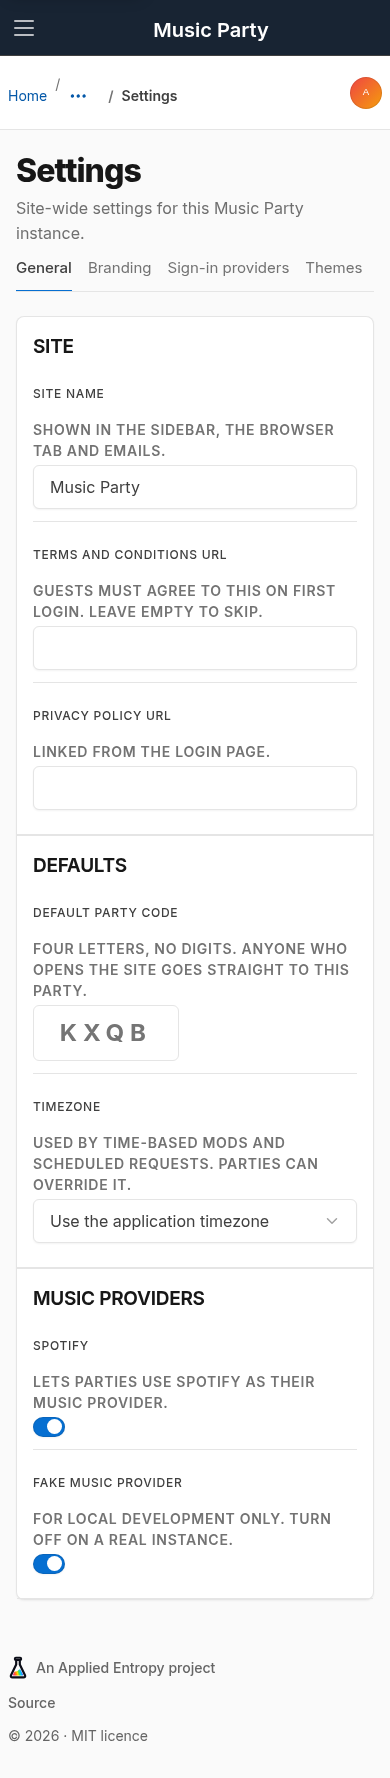 Music Party
Home / ••• / Settings
A
Settings
Site-wide settings for this Music Party
instance.
General Branding Sign-in providers Themes
SITE
SITE NAME
SHOWN IN THE SIDEBAR, THE BROWSER
TAB AND EMAILS.
Music Party
TERMS AND CONDITIONS URL
GUESTS MUST AGREE TO THIS ON FIRST
LOGIN. LEAVE EMPTY TO SKIP.
PRIVACY POLICY URL
LINKED FROM THE LOGIN PAGE.
DEFAULTS
DEFAULT PARTY CODE
FOUR LETTERS, NO DIGITS. ANYONE WHO
OPENS THE SITE GOES STRAIGHT TO THIS
PARTY.
KXQB
TIMEZONE
USED BY TIME-BASED MODS AND
SCHEDULED REQUESTS. PARTIES CAN
OVERRIDE IT.
Use the application timezone
MUSIC PROVIDERS
SPOTIFY
LETS PARTIES USE SPOTIFY AS THEIR
MUSIC PROVIDER.
FAKE MUSIC PROVIDER
FOR LOCAL DEVELOPMENT ONLY. TURN
OFF ON A REAL INSTANCE.
An Applied Entropy project
Source
© 2026 · MIT licence